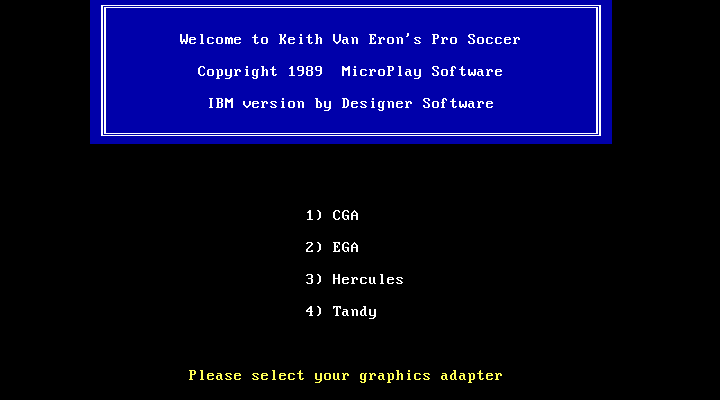 Welcome to Keith Van Eron's Pro Soccer
Copyright 1989  MicroPlay Software
IBM version by Designer Software
1) CGA
2) EGA
3) Hercules
4) Tandy
Please select your graphics adapter